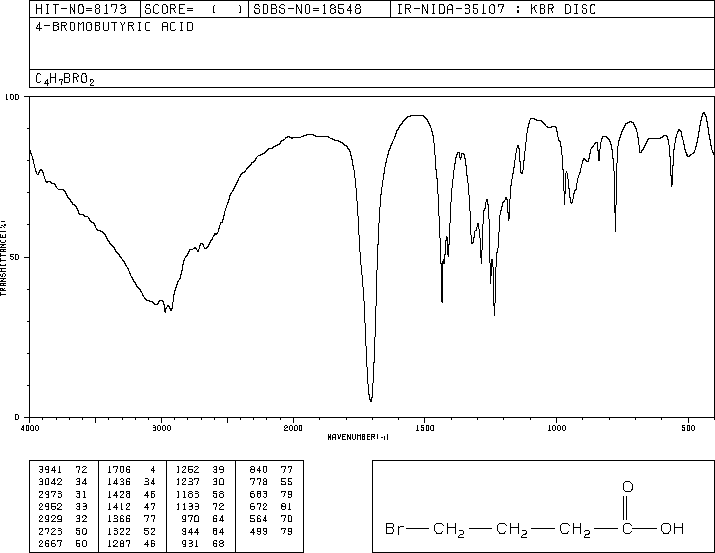 HIT-NO=8173 SCORE= ( ) SDBS-NO=18548 IR-NIDA-35107 : KBR DISC
4-BROMOBUTYRIC ACID
C4H7BRO2
100
TRANSMITTANCE(%)
50
0
4000 3000 2000 1500 1000 500
WAVENUMBER(-1)
3941 72 1706 4 1252 39 840 77
3042 34 1436 34 1237 30 778 55
2973 31 1428 46 1183 58 683 79
2952 33 1412 47 1133 72 672 81
2929 32 1366 77 970 64 564 70
2723 50 1322 52 944 64 499 79
2667 50 1287 46 931 68
O
Br—CH2—CH2—CH2—C—OH